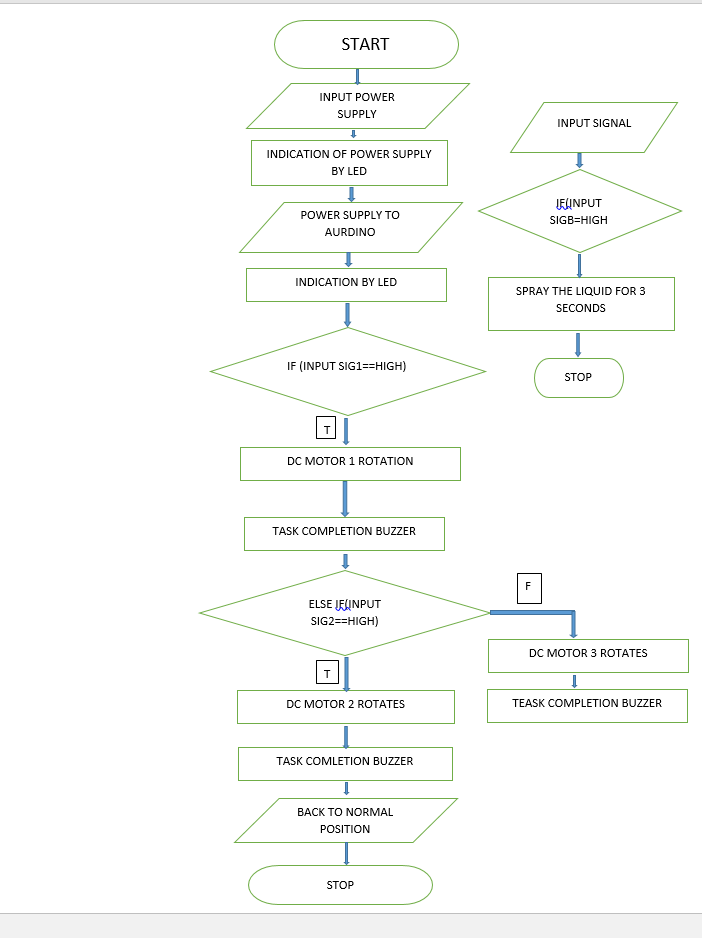 START
INPUT POWER
SUPPLY
INDICATION OF POWER SUPPLY
BY LED
POWER SUPPLY TO
AURDINO
INDICATION BY LED
IF (INPUT SIG1==HIGH)
T
DC MOTOR 1 ROTATION
TASK COMPLETION BUZZER
ELSE IF(INPUT
SIG2==HIGH)
T
DC MOTOR 2 ROTATES
TASK COMLETION BUZZER
BACK TO NORMAL
POSITION
STOP
F
DC MOTOR 3 ROTATES
TEASK COMPLETION BUZZER
INPUT SIGNAL
IF(INPUT
SIGB=HIGH
SPRAY THE LIQUID FOR 3
SECONDS
STOP